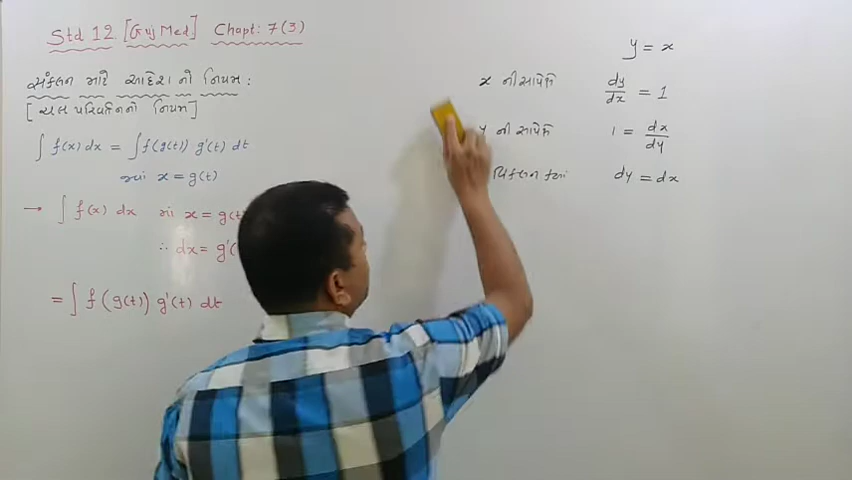 Std 12 [Guj Med] Chapt: 7(3)
સંકલન માટે આદેશ નો નિયમ :
[ ચલ પરિવર્તનનો નિયમ ]
∫ f(x) dx = ∫ f(g(t)) g'(t) dt
જ્યાં x = g(t)
→ ∫ f(x) dx માં x = g(t
∴ dx = g'(
= ∫ f(g(t)) g'(t) dt
y = x
x ની સાપેક્ષે dy/dx = 1
y ની સાપેક્ષે 1 = dx/dy
વિકલન dy = dx